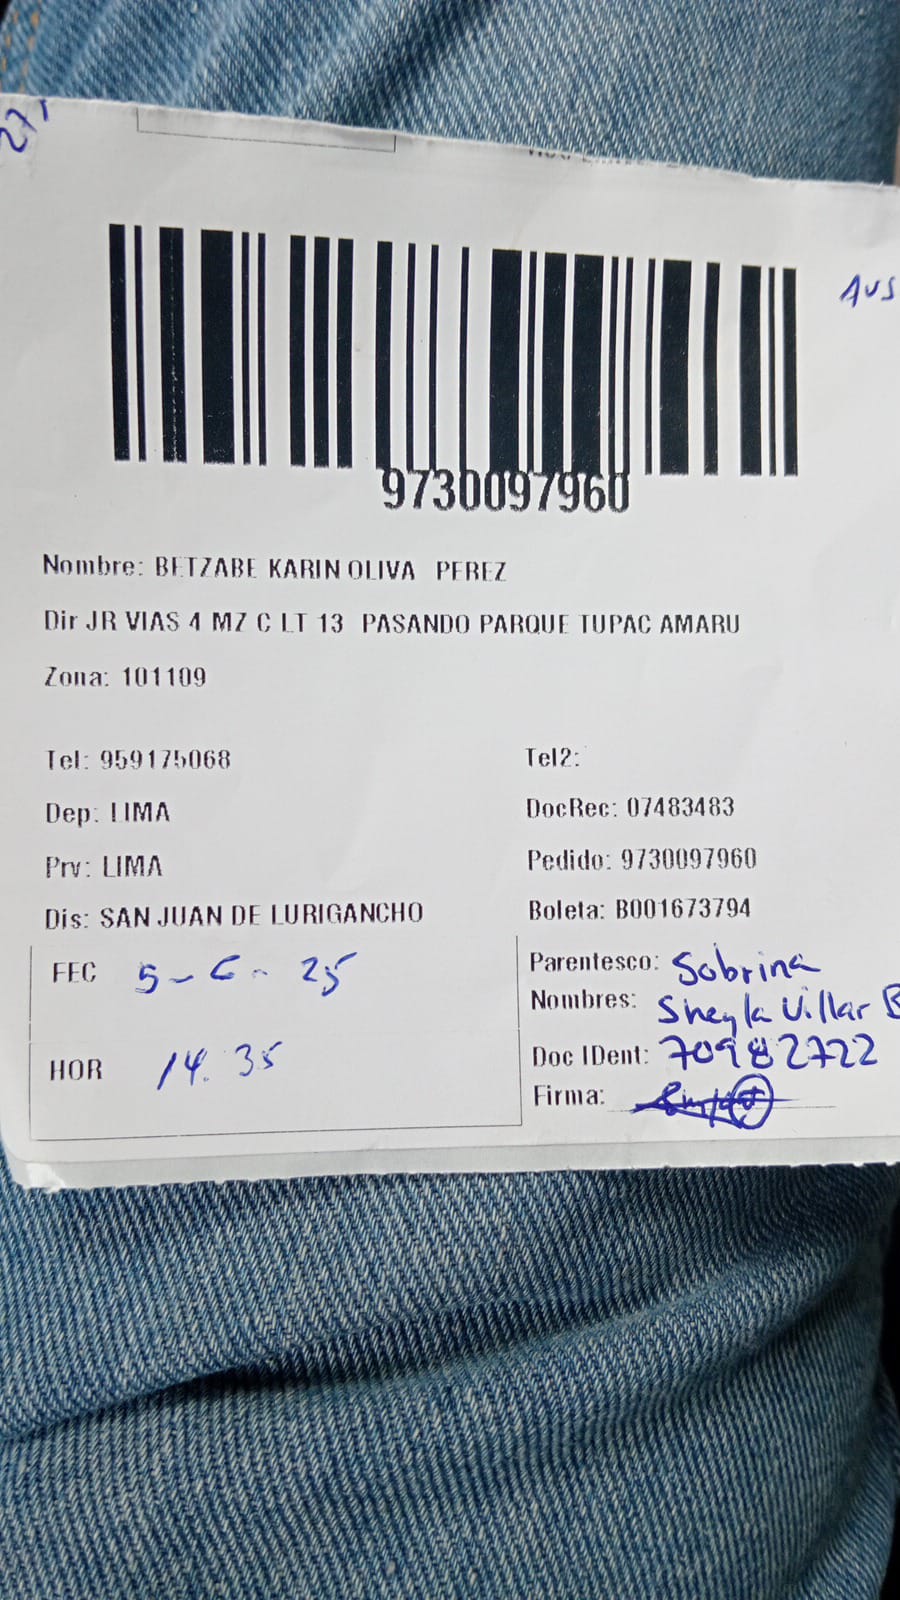 27
AUS
9730097960
Nombre: BETZABE KARIN OLIVA PEREZ
Dir JR VIAS 4 MZ C LT 13 PASANDO PARQUE TUPAC AMARU
Zona: 101109
Tel: 959175068 Tel2:
Dep: LIMA DocRec: 07483483
Prv: LIMA Pedido: 9730097960
Dis: SAN JUAN DE LURIGANCHO Boleta: B001673794
FEC 5-6-25 Parentesco: Sobrina
Nombres: Sheyla Villar B
HOR 14.35 Doc IDent: 70982722
Firma: